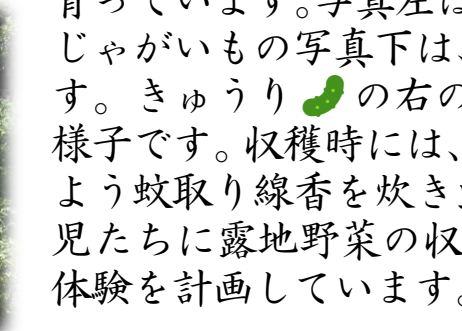 育っています。写真左は
じゃがいもの写真下は、
す。きゅうり🥒の右の
様子です。収穫時には、
よう蚊取り線香を炊き
児たちに露地野菜の収
体験を計画しています。